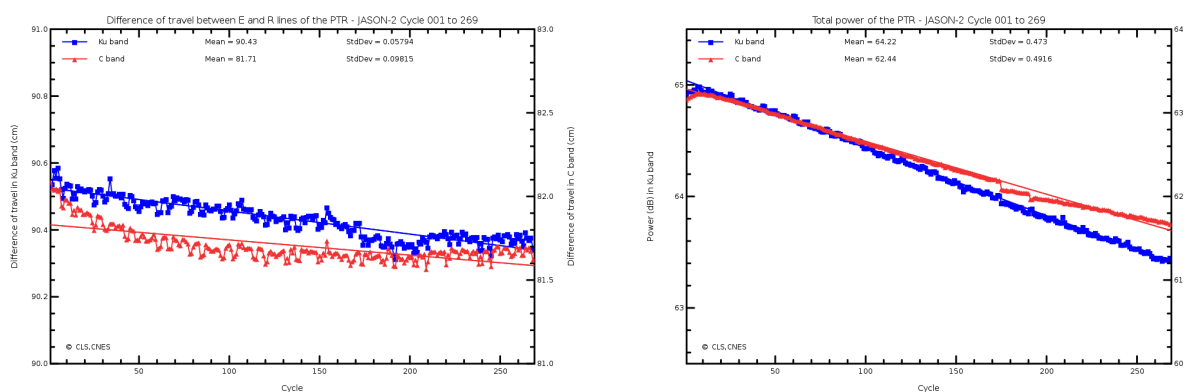 Difference of travel between E and R lines of the PTR - JASON-2 Cycle 001 to 269
91.0
90.8
90.6
90.4
90.2
90.0
Difference of travel in Ku band (cm)
Ku band Mean = 90.43 StdDev = 0.05794
C band Mean = 81.71 StdDev = 0.09815
© CLS,CNES
50 100 150 200 250
Cycle
83.0
82.5
82.0
81.5
81.0
Difference of travel in C band (cm)
Total power of the PTR - JASON-2 Cycle 001 to 269
65
64
63
Power (dB) in Ku band
Ku band Mean = 64.22 StdDev = 0.473
C band Mean = 62.44 StdDev = 0.4916
© CLS,CNES
50 100 150 200 250
Cycle
64
63
62
61
60